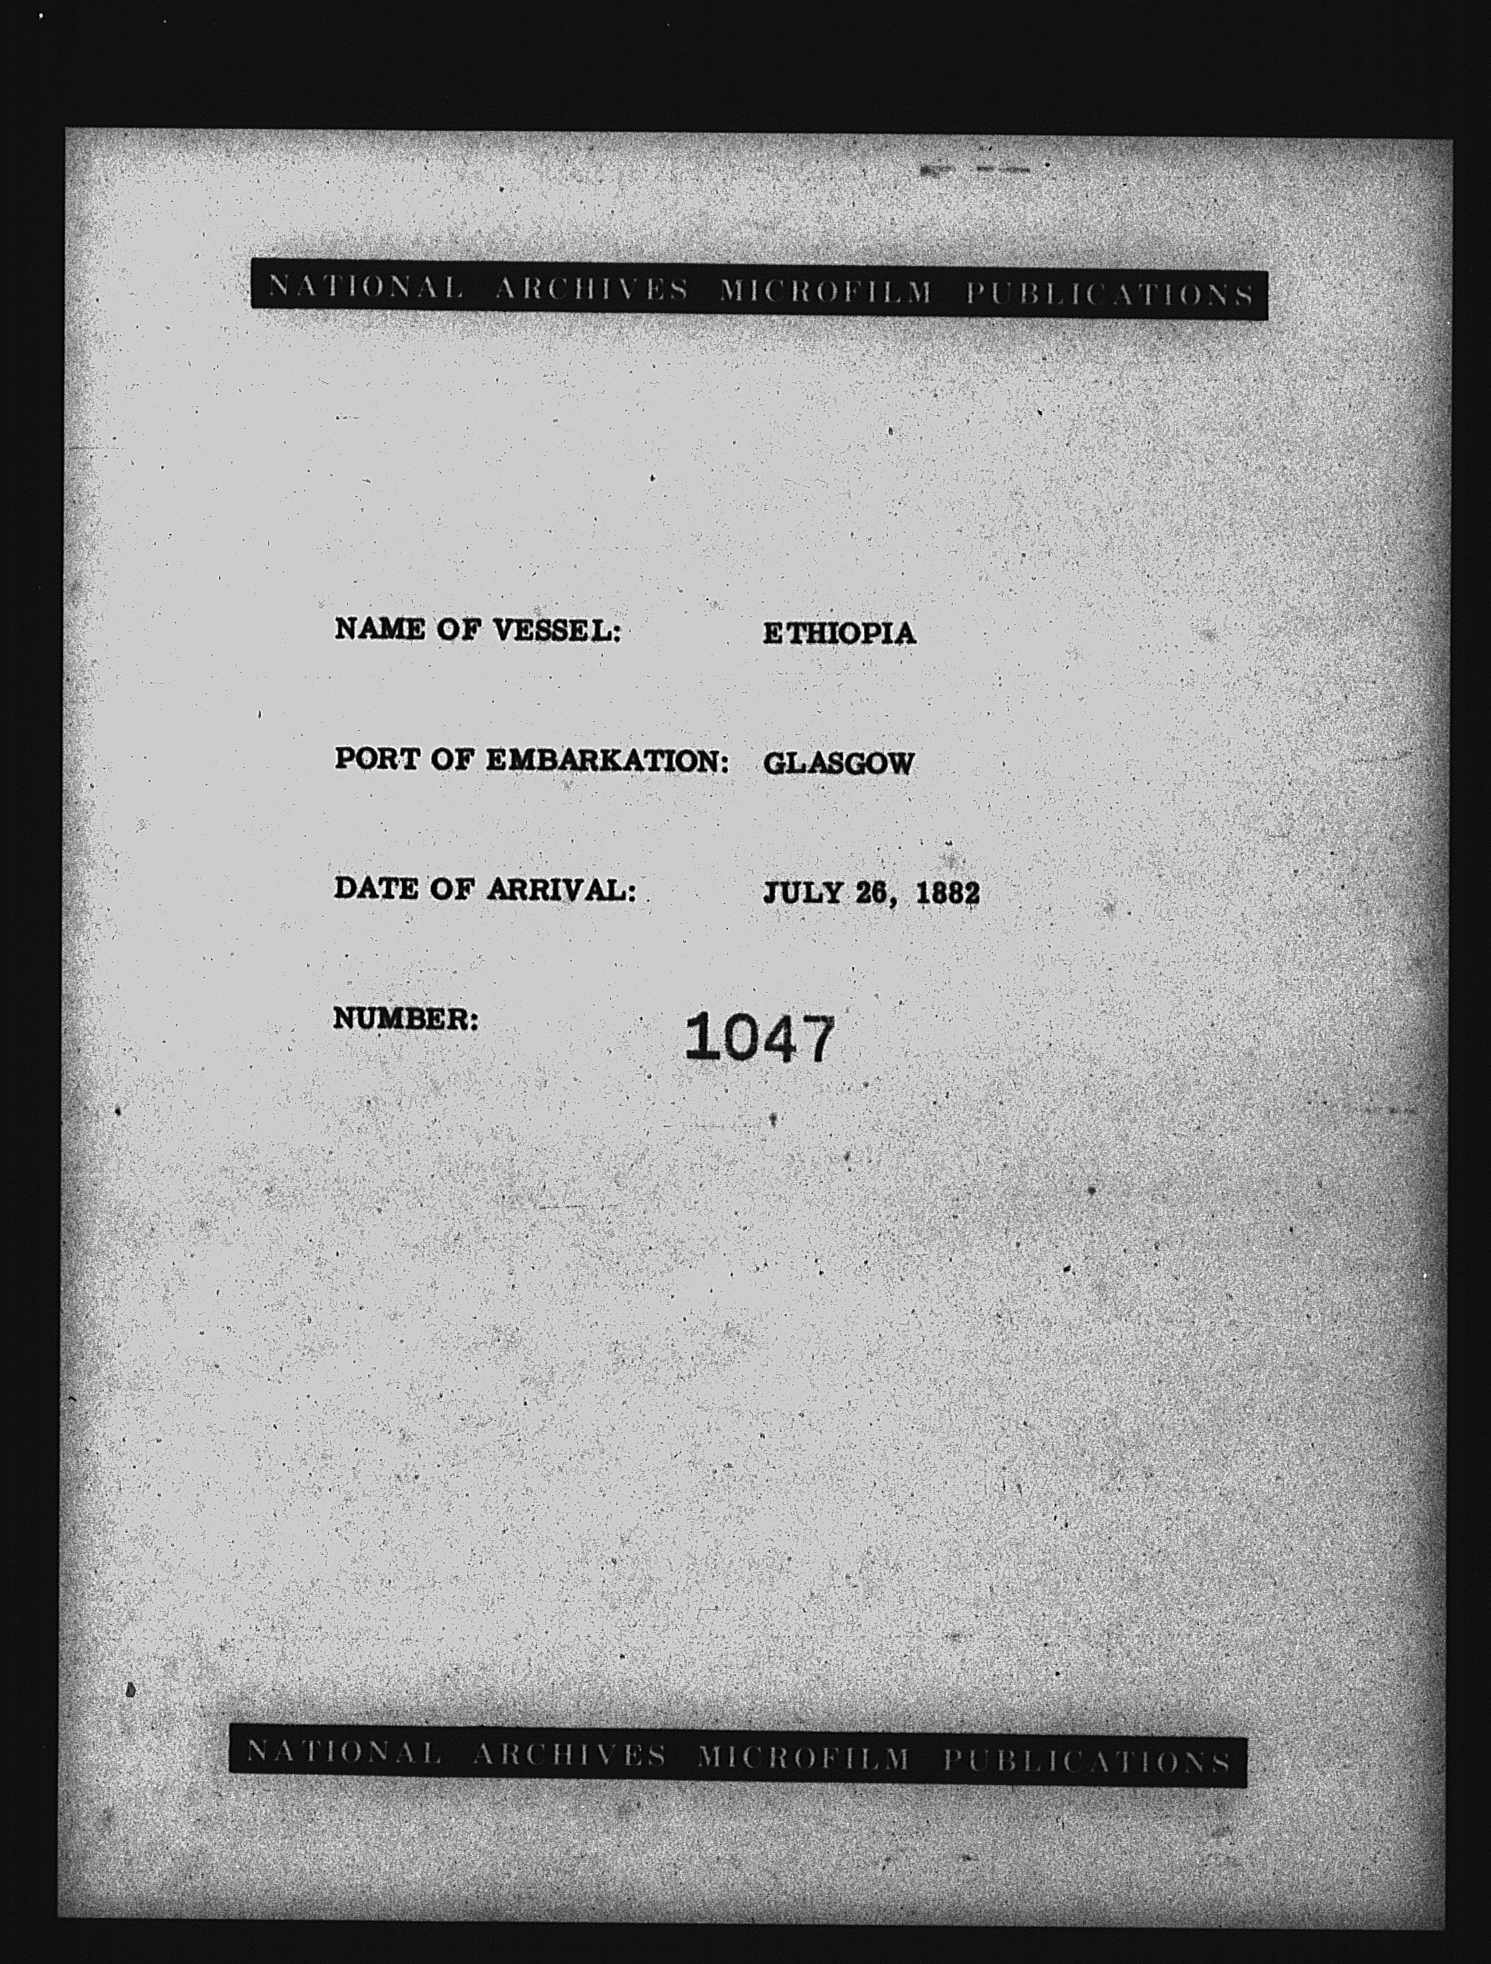 NATIONAL ARCHIVES MICROFILM PUBLICATIONS
NAME OF VESSEL: ETHIOPIA
PORT OF EMBARKATION: GLASGOW
DATE OF ARRIVAL: JULY 26, 1882
NUMBER: 1047
NATIONAL ARCHIVES MICROFILM PUBLICATIONS